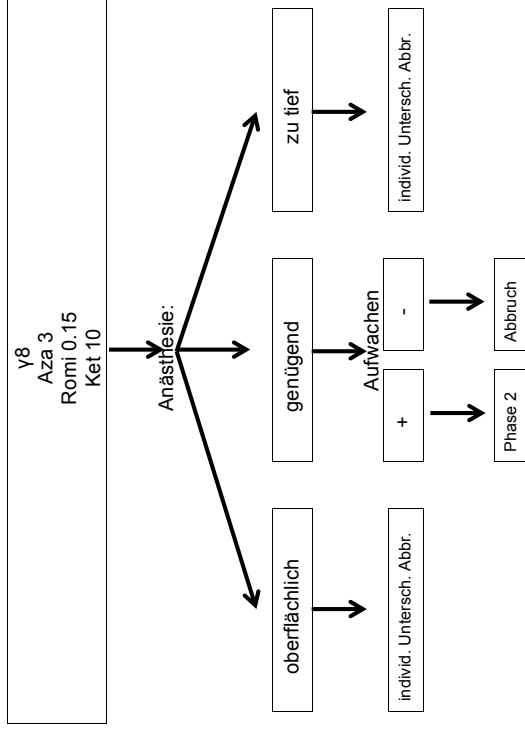 γ8
Aza 3
Romi 0.15
Ket 10
Anästhesie:
oberflächlich
genügend
zu tief
individ. Untersch. Abbr.
Aufwachen
individ. Untersch. Abbr.
+
-
Phase 2
Abbruch